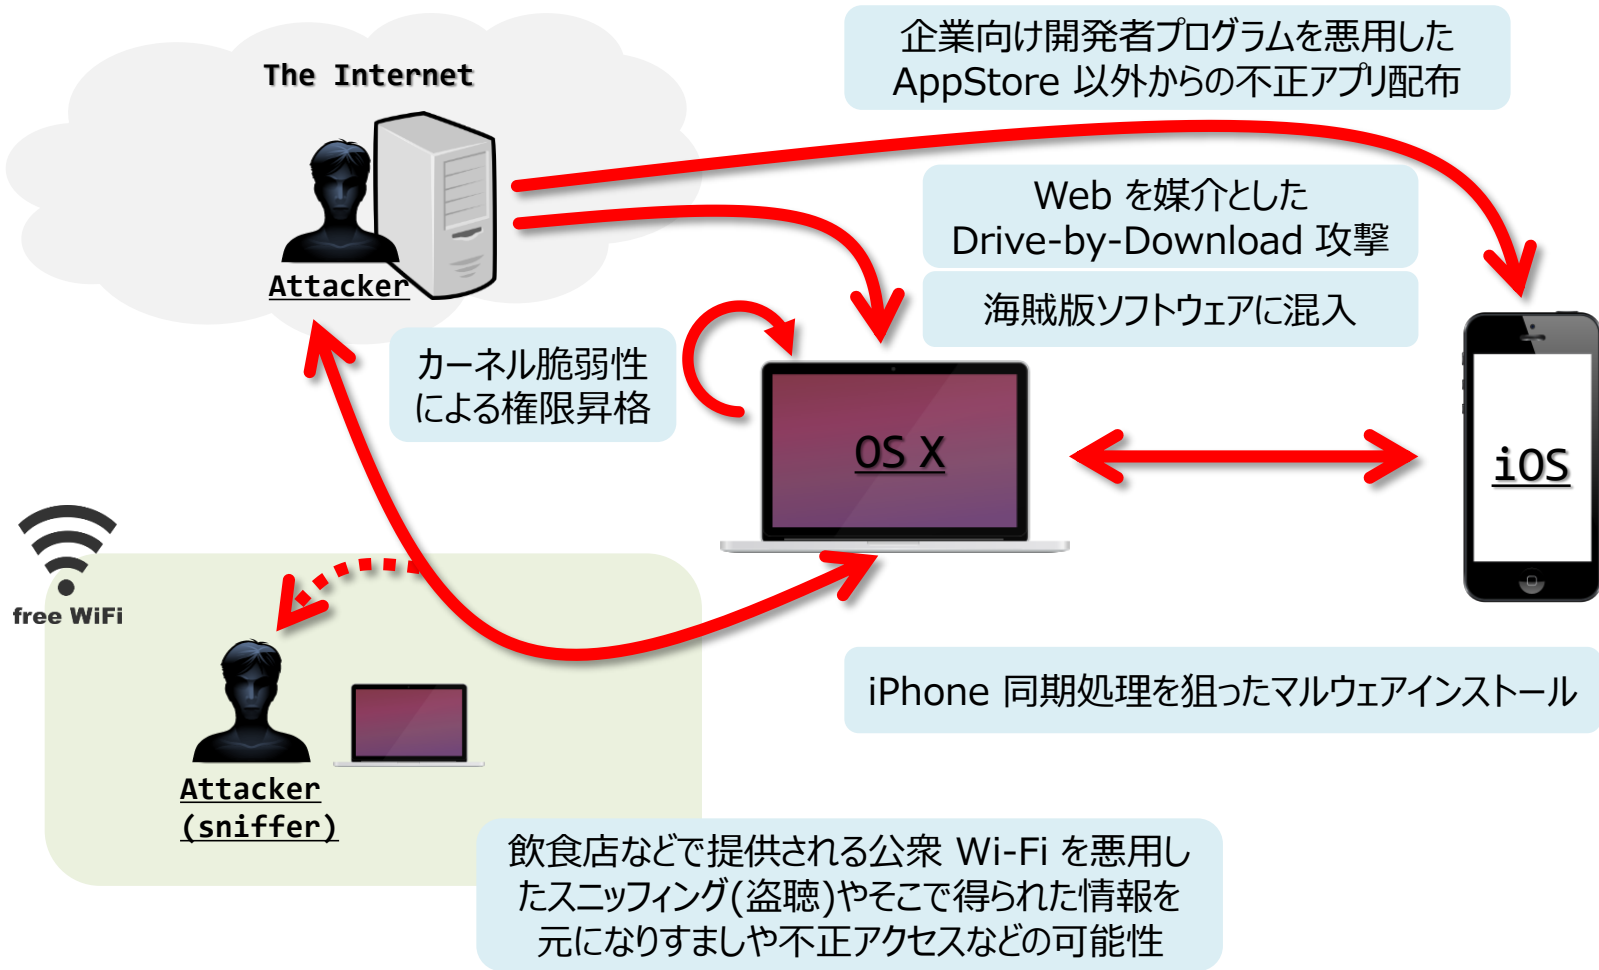 企業向け開発者プログラムを悪用した
AppStore 以外からの不正アプリ配布
The Internet
Web を媒介とした
Drive-by-Download 攻撃
Attacker
海賊版ソフトウェアに混入
カーネル脆弱性
による権限昇格
OS X
iOS
free WiFi
iPhone 同期処理を狙ったマルウェアインストール
Attacker
(sniffer)
飲食店などで提供される公衆 Wi-Fi を悪用し
たスニッフィング(盗聴)やそこで得られた情報を
元になりすましや不正アクセスなどの可能性